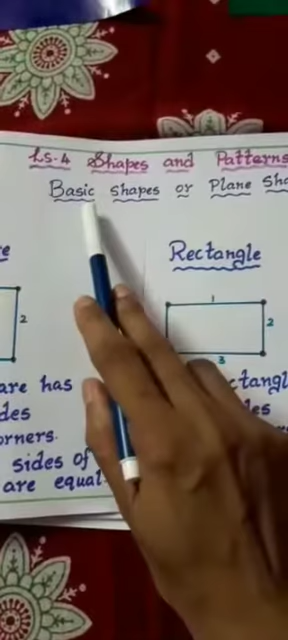 Ls-4 Shapes and Patterns
Basic shapes or Plane Sha
e
Rectangle
1
2
2
3
are has
des
orners.
sides of
are equal.
ctangl
des